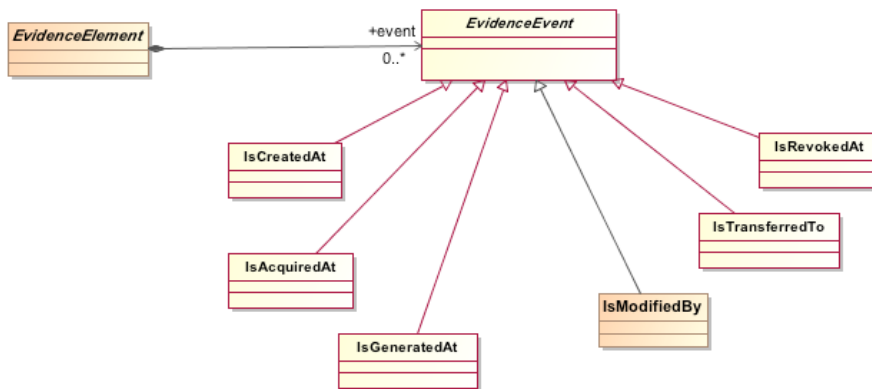 EvidenceElement
+event
0..*
EvidenceEvent
IsCreatedAt
IsRevokedAt
IsTransferredTo
IsAcquiredAt
IsModifiedBy
IsGeneratedAt